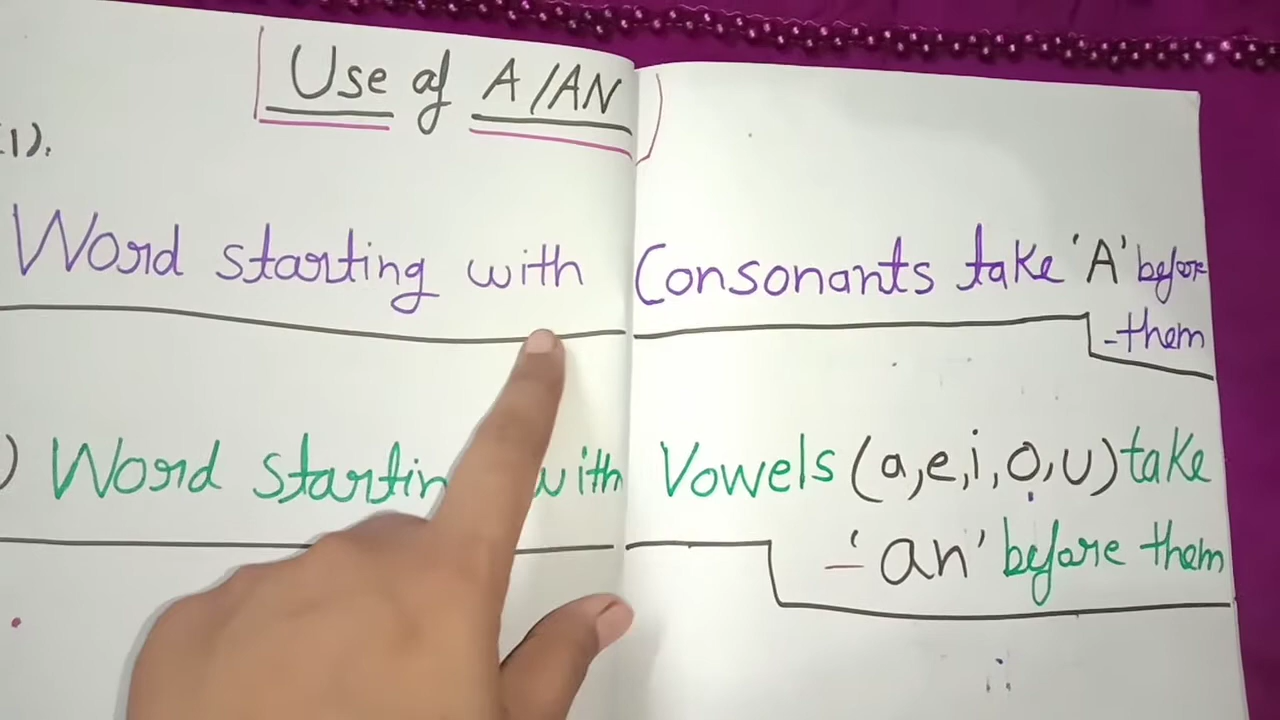 Use of A/AN
1).
Word starting with Consonants take 'A' before
-them
) Word starting with Vowels (a,e,i,o,u) take
-'an' before them